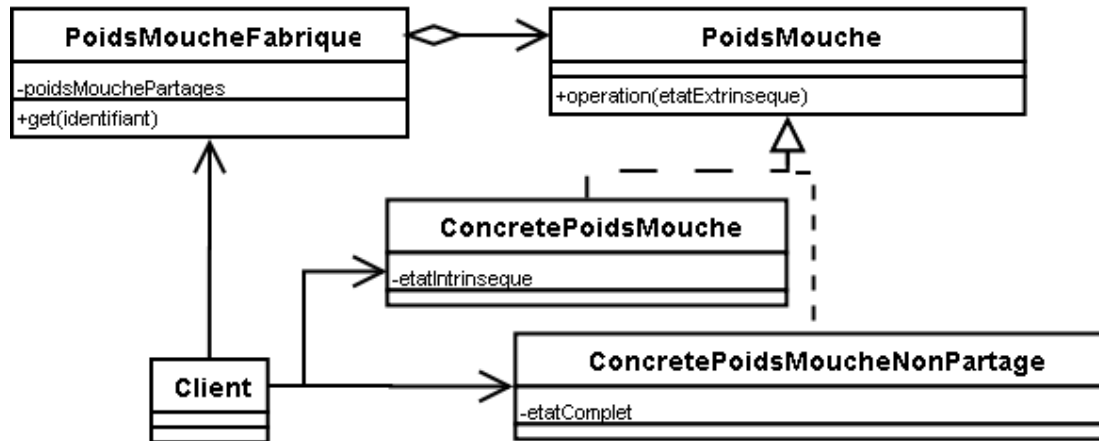 PoidsMoucheFabrique
-poidsMouchePartages
+get(identifiant)
PoidsMouche
+operation(etatExtrinseque)
ConcretePoidsMouche
-etatIntrinseque
ConcretePoidsMoucheNonPartage
-etatComplet
Client